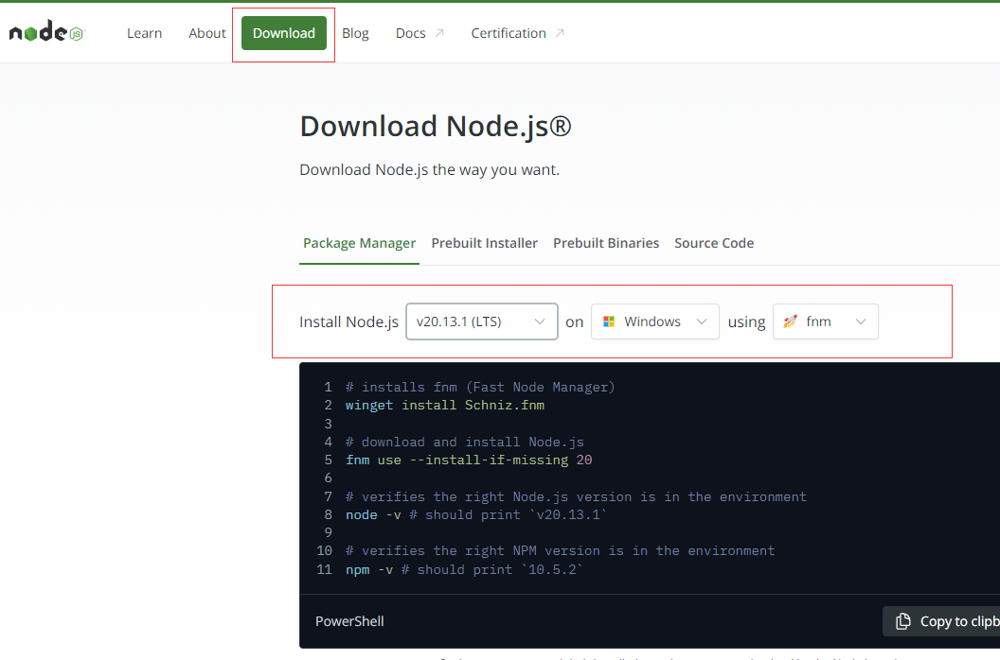 node JS
Learn About Download Blog Docs Certification
Download Node.js®
Download Node.js the way you want.
Package Manager Prebuilt Installer Prebuilt Binaries Source Code
Install Node.js v20.13.1 (LTS) on Windows using fnm
1 # installs fnm (Fast Node Manager)
2 winget install Schniz.fnm
3
4 # download and install Node.js
5 fnm use --install-if-missing 20
6
7 # verifies the right Node.js version is in the environment
8 node -v # should print `v20.13.1`
9
10 # verifies the right NPM version is in the environment
11 npm -v # should print `10.5.2`
PowerShell Copy to clipb